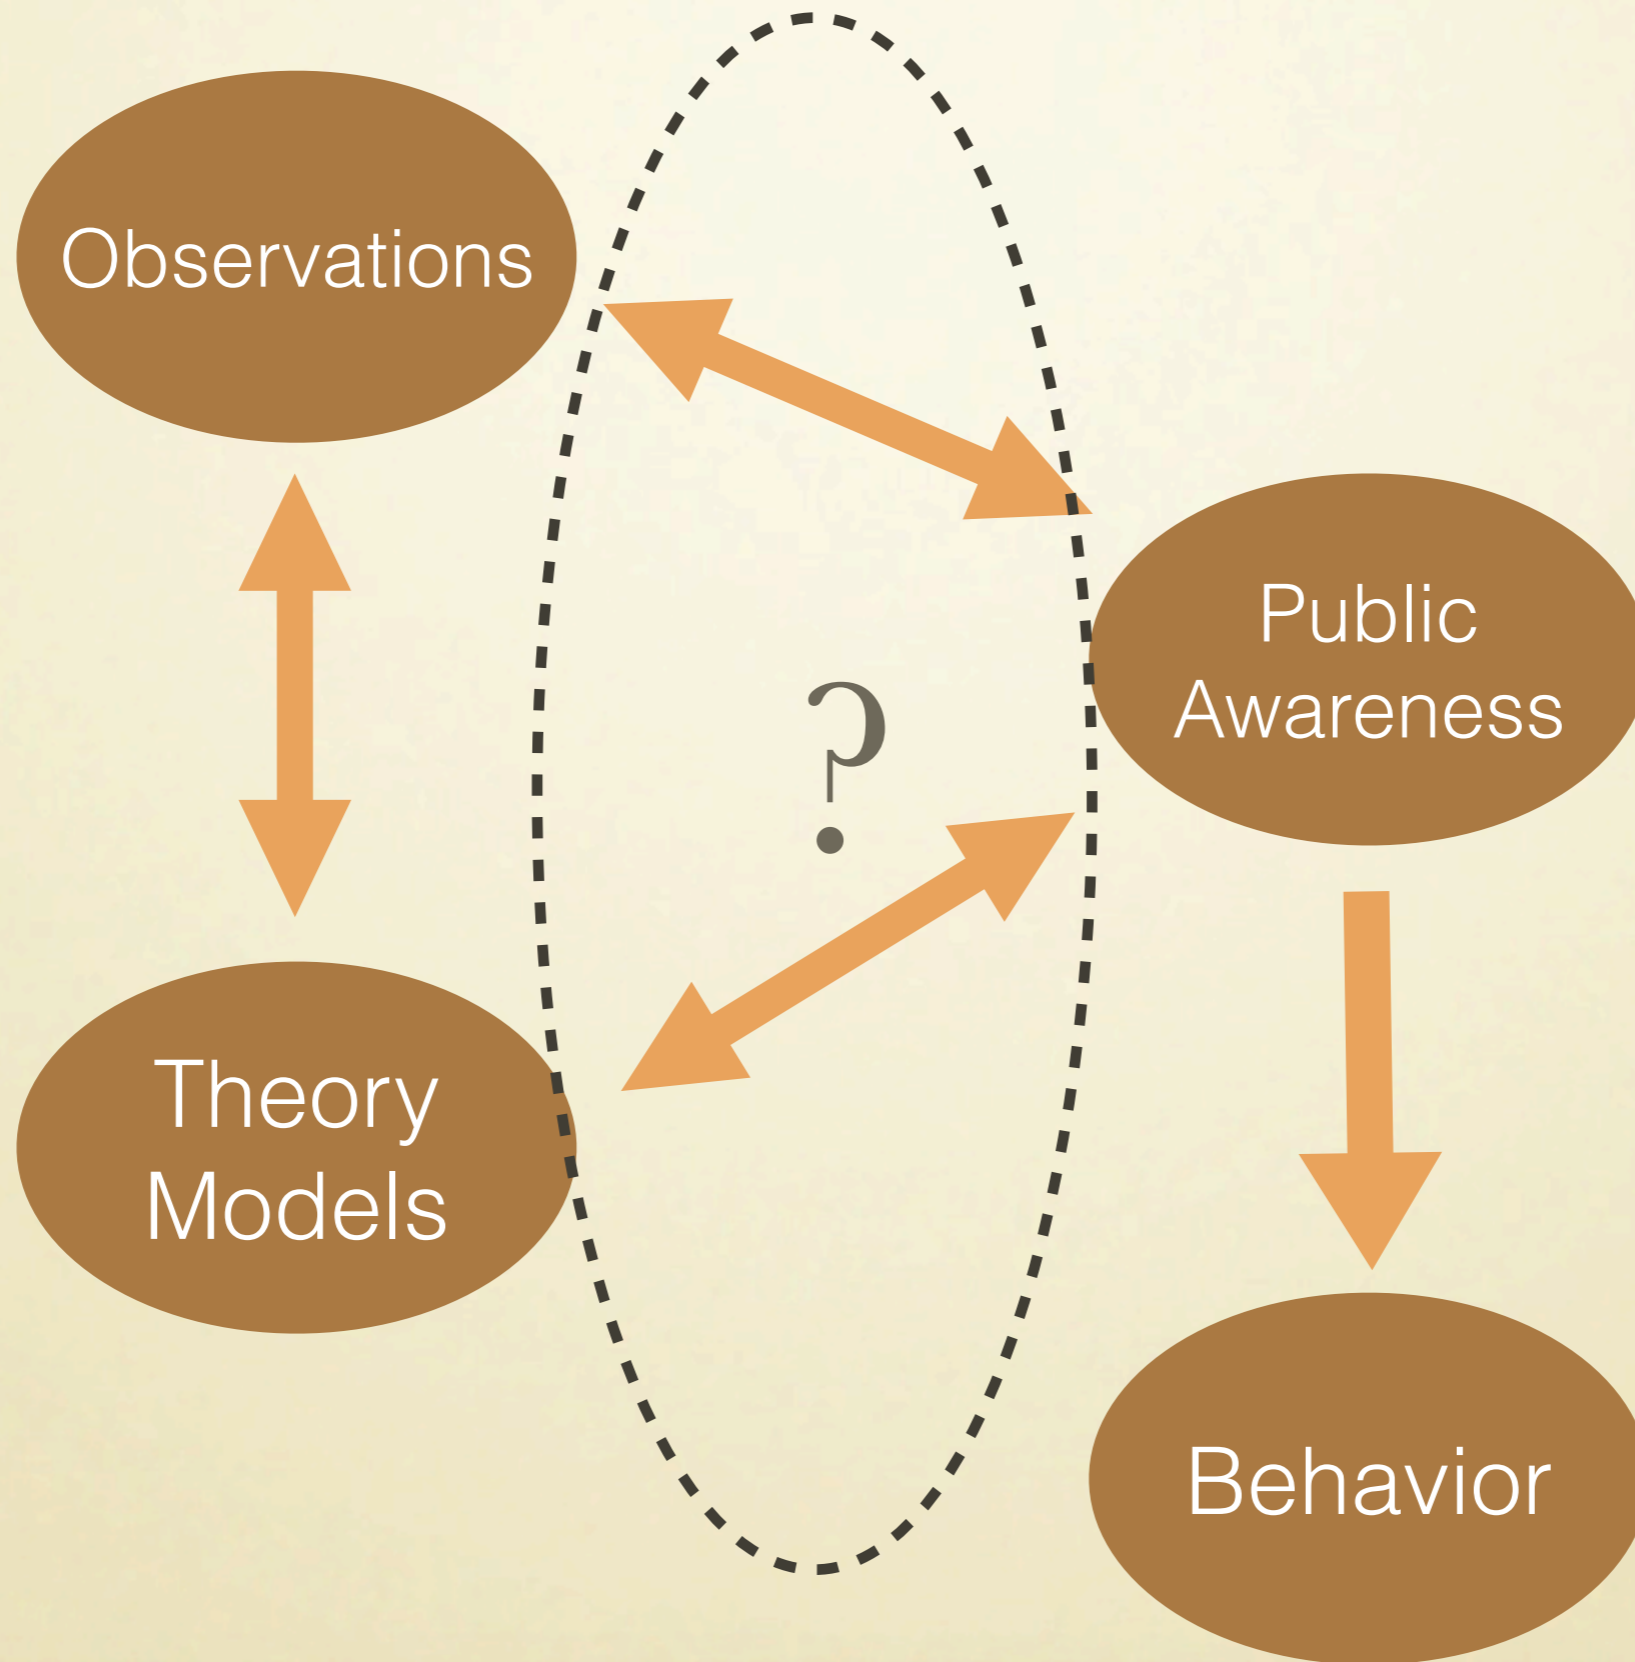 Observations
Public
Awareness
?
Theory
Models
Behavior